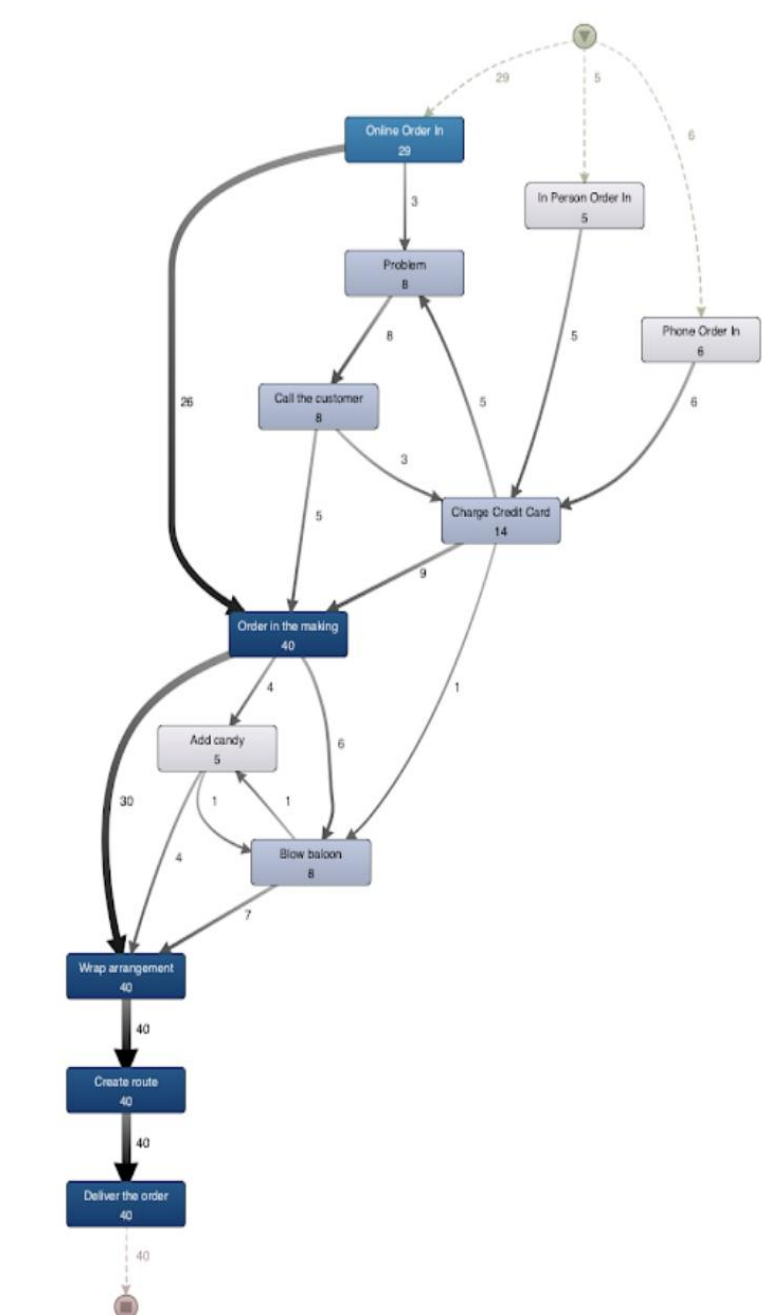 29
5
Online Order In
29
6
In Person Order In
5
3
Problem
8
Phone Order In
6
8
5
Call the customer
8
26
5
6
3
Charge Credit Card
14
5
9
Order in the making
40
4
1
6
Add candy
5
30
1
1
4
Blow baloon
8
7
Wrap arrangement
40
40
Create route
40
40
Deliver the order
40
40